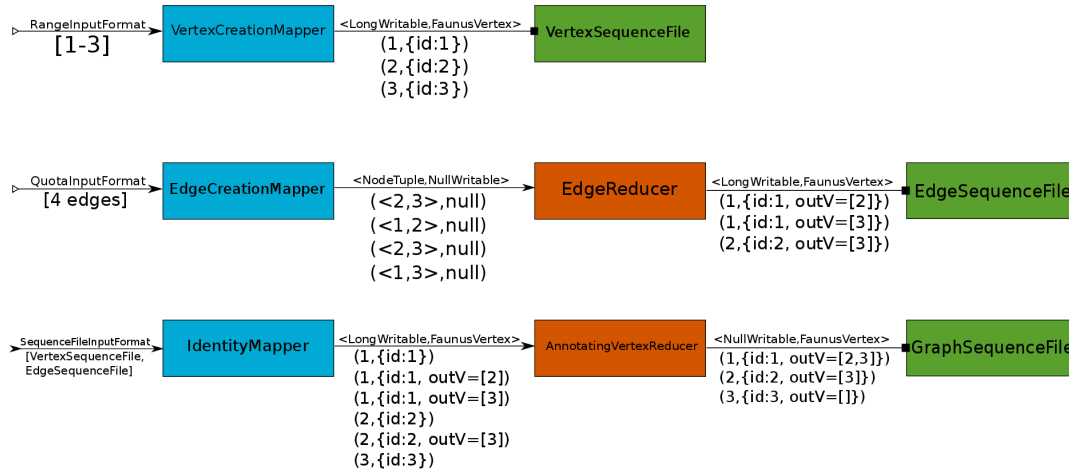 RangeInputFormat
[1-3]
VertexCreationMapper
<LongWritable,FaunusVertex>
(1,{id:1})
(2,{id:2})
(3,{id:3})
VertexSequenceFile
QuotaInputFormat
[4 edges]
EdgeCreationMapper
<NodeTuple,NullWritable>
(<2,3>,null)
(<1,2>,null)
(<2,3>,null)
(<1,3>,null)
EdgeReducer
<LongWritable,FaunusVertex>
(1,{id:1, outV=[2]})
(1,{id:1, outV=[3]})
(2,{id:2, outV=[3]})
EdgeSequenceFile
SequenceFileInputFormat
[VertexSequenceFile,
EdgeSequenceFile]
IdentityMapper
<LongWritable,FaunusVertex>
(1,{id:1})
(1,{id:1, outV=[2])
(1,{id:1, outV=[3])
(2,{id:2})
(2,{id:2, outV=[3])
(3,{id:3})
AnnotatingVertexReducer
<NullWritable,FaunusVertex>
(1,{id:1, outV=[2,3]})
(2,{id:2, outV=[3]})
(3,{id:3, outV=[]})
GraphSequenceFile